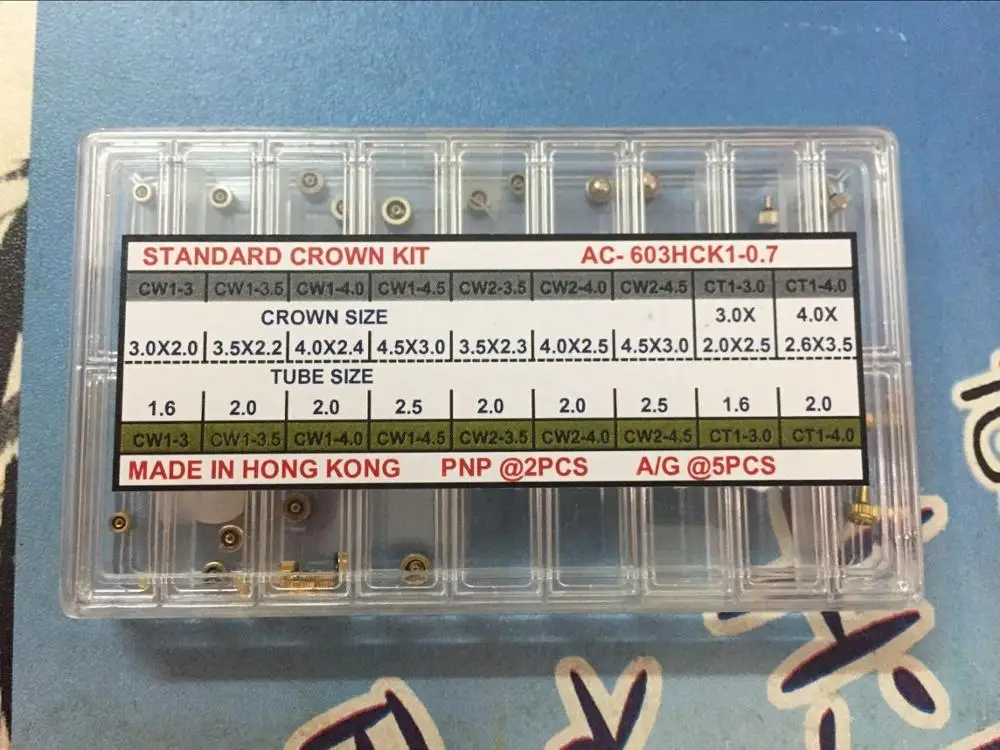 STANDARD CROWN KIT AC- 603HCK1-0.7
CW1-3 CW1-3.5 CW1-4.0 CW1-4.5 CW2-3.5 CW2-4.0 CW2-4.5 CT1-3.0 CT1-4.0
CROWN SIZE 3.0X 4.0X
3.0X2.0 3.5X2.2 4.0X2.4 4.5X3.0 3.5X2.3 4.0X2.5 4.5X3.0 2.0X2.5 2.6X3.5
TUBE SIZE
1.6 2.0 2.0 2.5 2.0 2.0 2.5 1.6 2.0
CW1-3 CW1-3.5 CW1-4.0 CW1-4.5 CW2-3.5 CW2-4.0 CW2-4.5 CT1-3.0 CT1-4.0
MADE IN HONG KONG PNP @2PCS A/G @5PCS